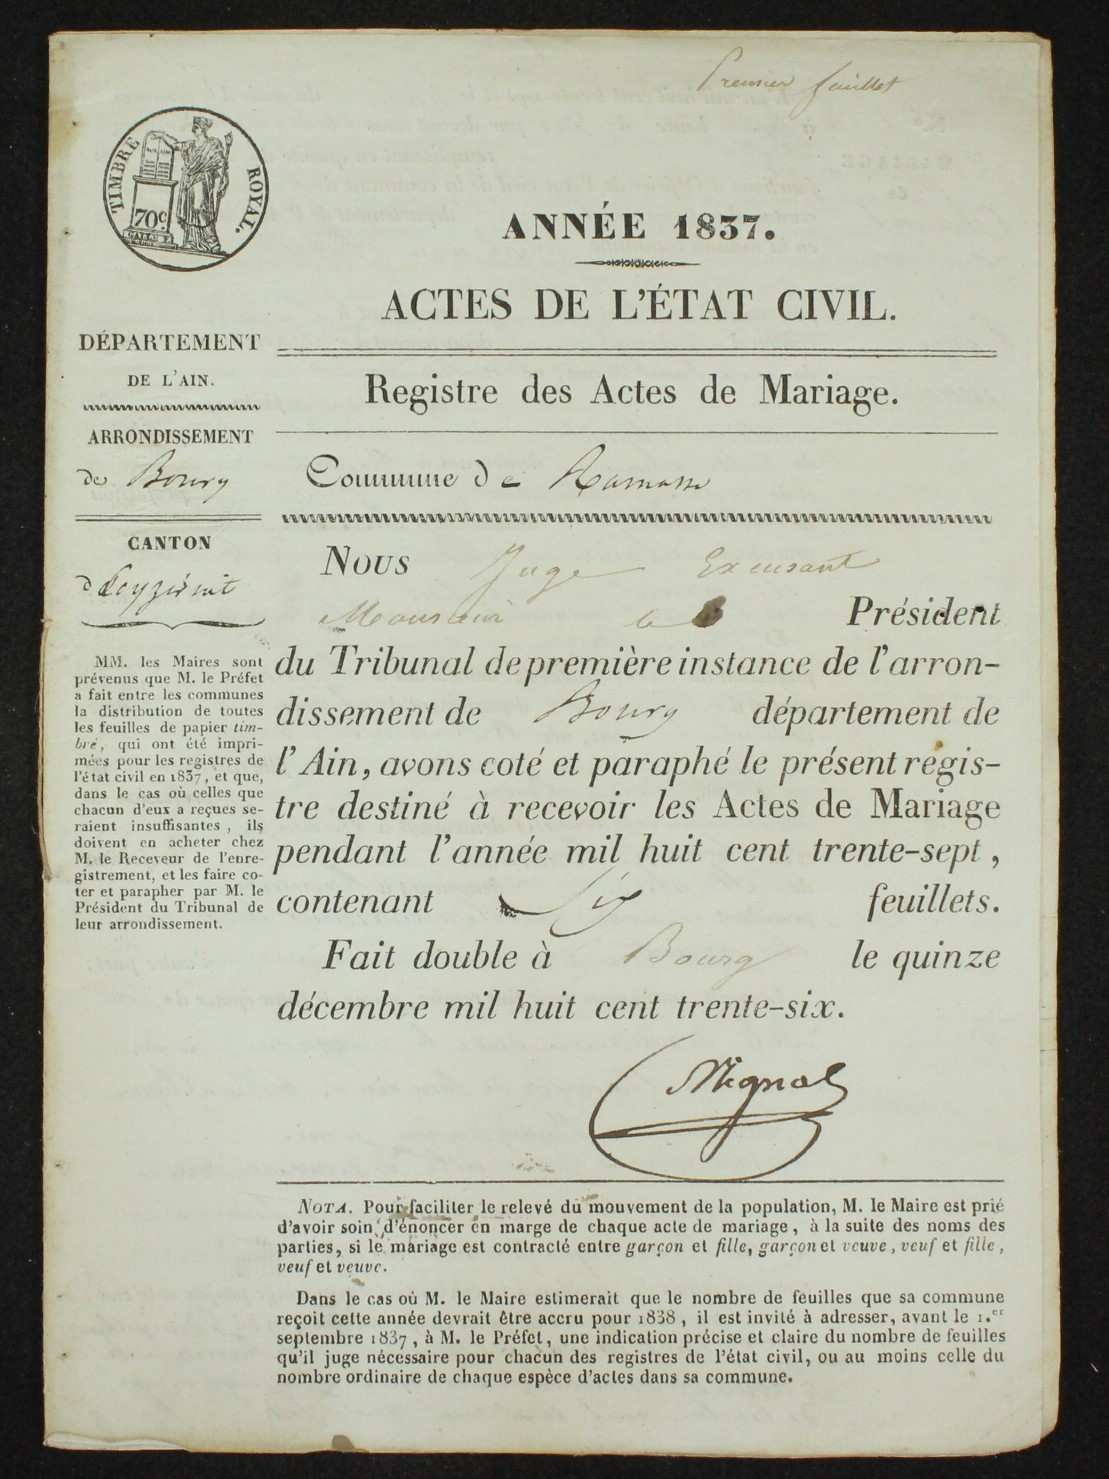 Premier feuillet
TIMBRE ROYAL.
70c.
ANNÉE 1837.
ACTES DE L'ÉTAT CIVIL.
DÉPARTEMENT
DE L'AIN.
Registre des Actes de Mariage.
ARRONDISSEMENT
de Bourg
Commune de Ramasse
CANTON
de Ceyzériat
MM. les Maires sont
prévenus que M. le Préfet
a fait entre les communes
la distribution de toutes
les feuilles de papier tim-
bré, qui ont été impri-
mées pour les registres de
l'état civil en 1837, et que,
dans le cas où celles que
chacun d'eux a reçues se-
raient insuffisantes, ils
doivent en acheter chez
M. le Receveur de l'enre-
gistrement, et les faire co-
ter et parapher par M. le
Président du Tribunal de
leur arrondissement.
Nous Juge Excusant
Monsieur le Président
du Tribunal de première instance de l'arron-
dissement de Bourg département de
l'Ain, avons coté et paraphé le présent régis-
tre destiné à recevoir les Actes de Mariage
pendant l'année mil huit cent trente-sept,
contenant Six feuillets.
Fait double à Bourg le quinze
décembre mil huit cent trente-six.
NOTA. Pour faciliter le relevé du mouvement de la population, M. le Maire est prié
d'avoir soin d'énoncer en marge de chaque acte de mariage, à la suite des noms des
parties, si le mariage est contracté entre garçon et fille, garçon et veuve, veuf et fille,
veuf et veuve.
Dans le cas où M. le Maire estimerait que le nombre de feuilles que sa commune
reçoit cette année devrait être accru pour 1838, il est invité à adresser, avant le 1.er
septembre 1837, à M. le Préfet, une indication précise et claire du nombre de feuilles
qu'il juge nécessaire pour chacun des registres de l'état civil, ou au moins celle du
nombre ordinaire de chaque espèce d'actes dans sa commune.